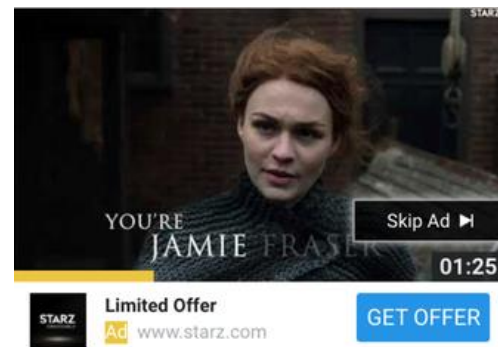 STARZ
YOU'RE
JAMIE FRASER
Skip Ad
01:25
STARZ
Limited Offer
Ad www.starz.com
GET OFFER